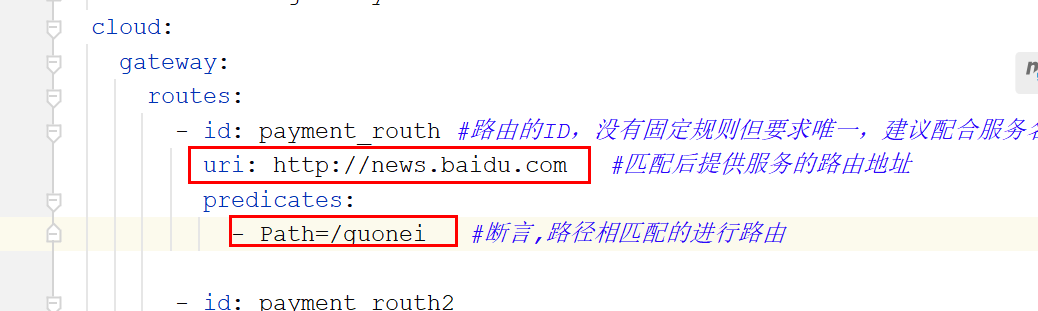 cloud:
gateway:
routes:
- id: payment_routh #路由的ID，没有固定规则但要求唯一，建议配合服务名
uri: http://news.baidu.com #匹配后提供服务的路由地址
predicates:
- Path=/guonei #断言,路径相匹配的进行路由
- id: payment_routh2